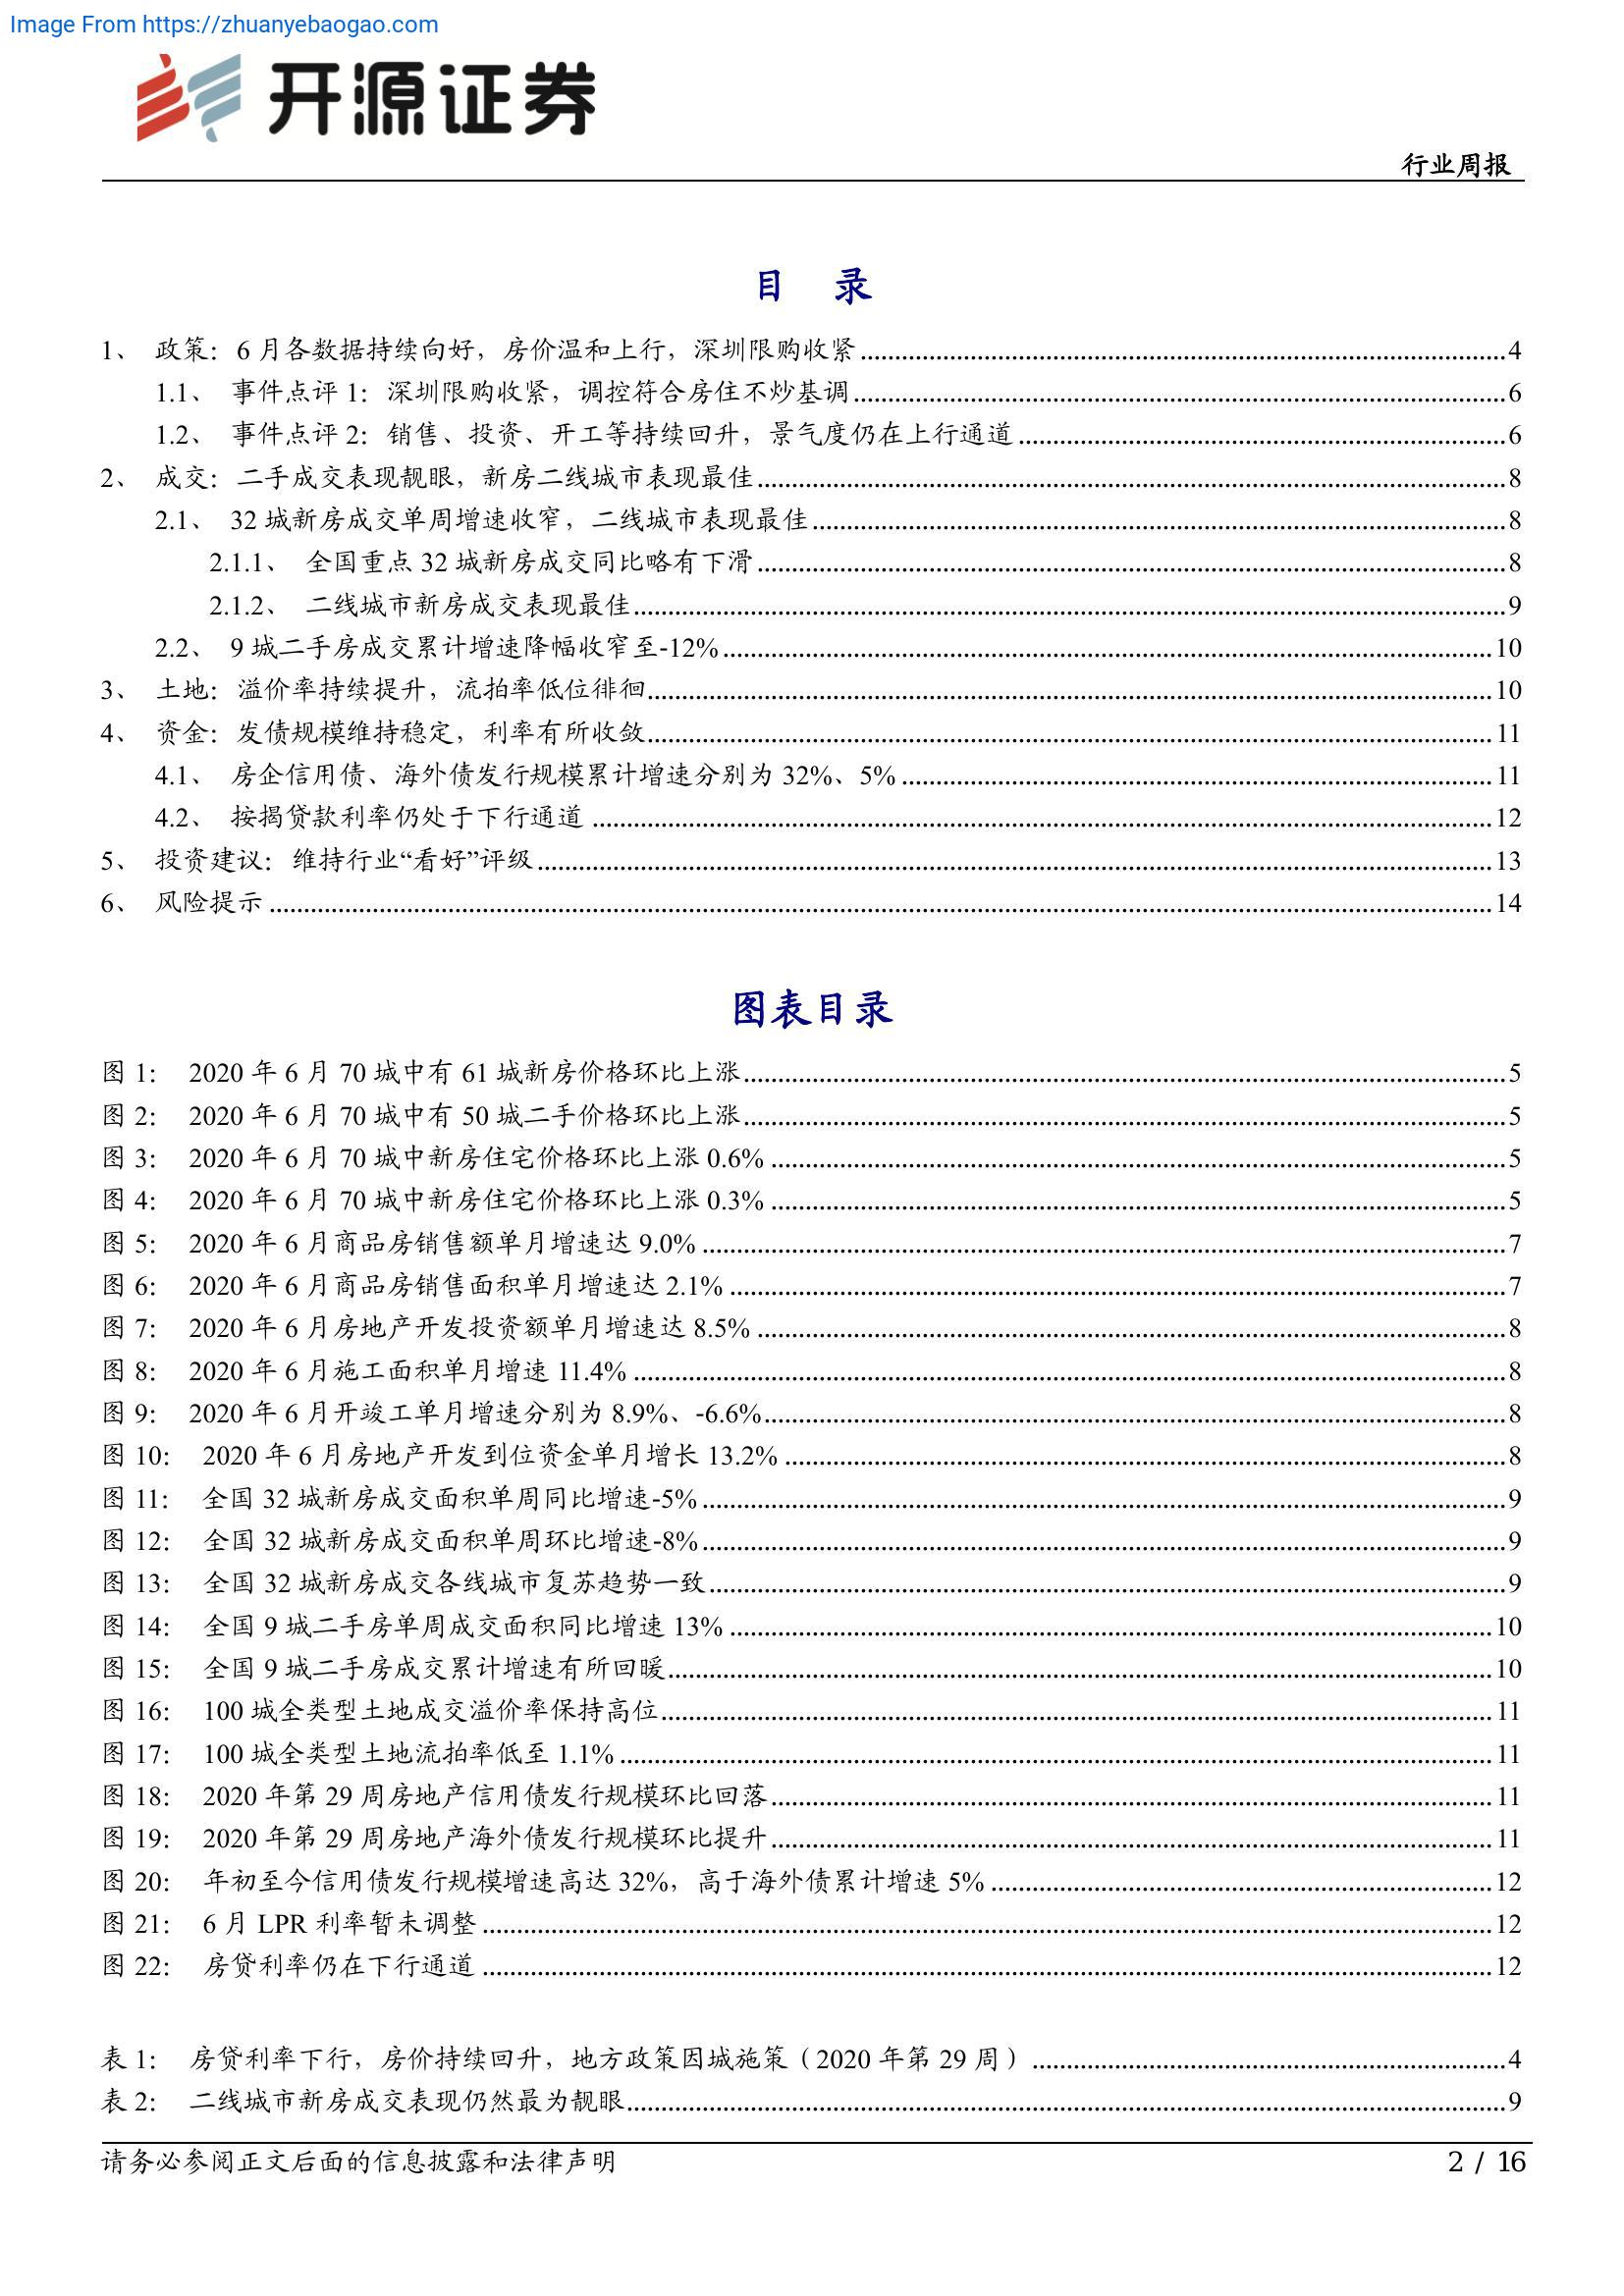 Image From https://zhuanyebaogao.com
开源证券
行业周报
目 录
1、 政策：6 月各数据持续向好，房价温和上行，深圳限购收紧 4
1.1、 事件点评 1：深圳限购收紧，调控符合房住不炒基调 6
1.2、 事件点评 2：销售、投资、开工等持续回升，景气度仍在上行通道 6
2、 成交：二手成交表现靓眼，新房二线城市表现最佳 8
2.1、 32 城新房成交单周增速收窄，二线城市表现最佳 8
2.1.1、 全国重点 32 城新房成交同比略有下滑 8
2.1.2、 二线城市新房成交表现最佳 9
2.2、 9 城二手房成交累计增速降幅收窄至-12% 10
3、 土地：溢价率持续提升，流拍率低位徘徊 10
4、 资金：发债规模维持稳定，利率有所收敛 11
4.1、 房企信用债、海外债发行规模累计增速分别为 32%、5% 11
4.2、 按揭贷款利率仍处于下行通道 12
5、 投资建议：维持行业“看好”评级 13
6、 风险提示 14
图表目录
图 1： 2020 年 6 月 70 城中有 61 城新房价格环比上涨 5
图 2： 2020 年 6 月 70 城中有 50 城二手价格环比上涨 5
图 3： 2020 年 6 月 70 城中新房住宅价格环比上涨 0.6% 5
图 4： 2020 年 6 月 70 城中新房住宅价格环比上涨 0.3% 5
图 5： 2020 年 6 月商品房销售额单月增速达 9.0% 7
图 6： 2020 年 6 月商品房销售面积单月增速达 2.1% 7
图 7： 2020 年 6 月房地产开发投资额单月增速达 8.5% 8
图 8： 2020 年 6 月施工面积单月增速 11.4% 8
图 9： 2020 年 6 月开竣工单月增速分别为 8.9%、-6.6% 8
图 10： 2020 年 6 月房地产开发到位资金单月增长 13.2% 8
图 11： 全国 32 城新房成交面积单周同比增速-5% 9
图 12： 全国 32 城新房成交面积单周环比增速-8% 9
图 13： 全国 32 城新房成交各线城市复苏趋势一致 9
图 14： 全国 9 城二手房单周成交面积同比增速 13% 10
图 15： 全国 9 城二手房成交累计增速有所回暖 10
图 16： 100 城全类型土地成交溢价率保持高位 11
图 17： 100 城全类型土地流拍率低至 1.1% 11
图 18： 2020 年第 29 周房地产信用债发行规模环比回落 11
图 19： 2020 年第 29 周房地产海外债发行规模环比提升 11
图 20： 年初至今信用债发行规模增速高达 32%，高于海外债累计增速 5% 12
图 21： 6 月 LPR 利率暂未调整 12
图 22： 房贷利率仍在下行通道 12
表 1： 房贷利率下行，房价持续回升，地方政策因城施策（2020 年第 29 周） 4
表 2： 二线城市新房成交表现仍然最为靓眼 9
请务必参阅正文后面的信息披露和法律声明 2 / 16